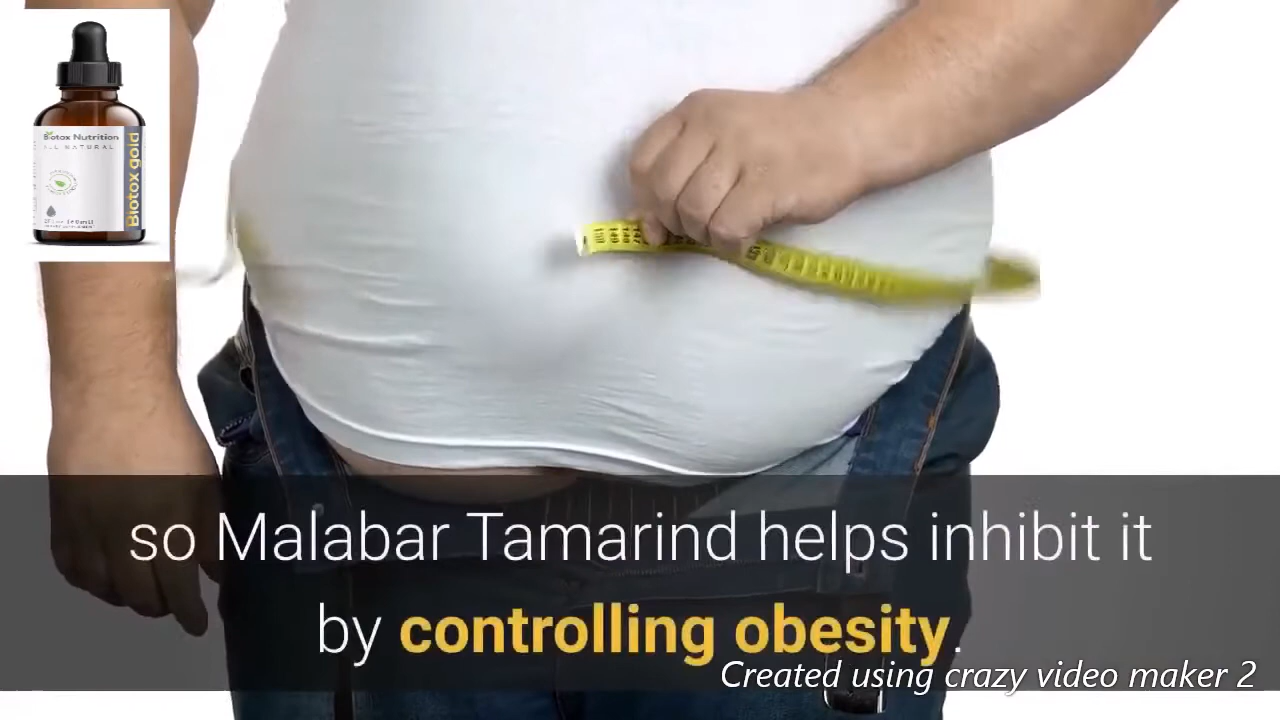 Biotox Nutrition
ALL NATURAL
Biotox gold
so Malabar Tamarind helps inhibit it
by controlling obesity.
Created using crazy video maker 2